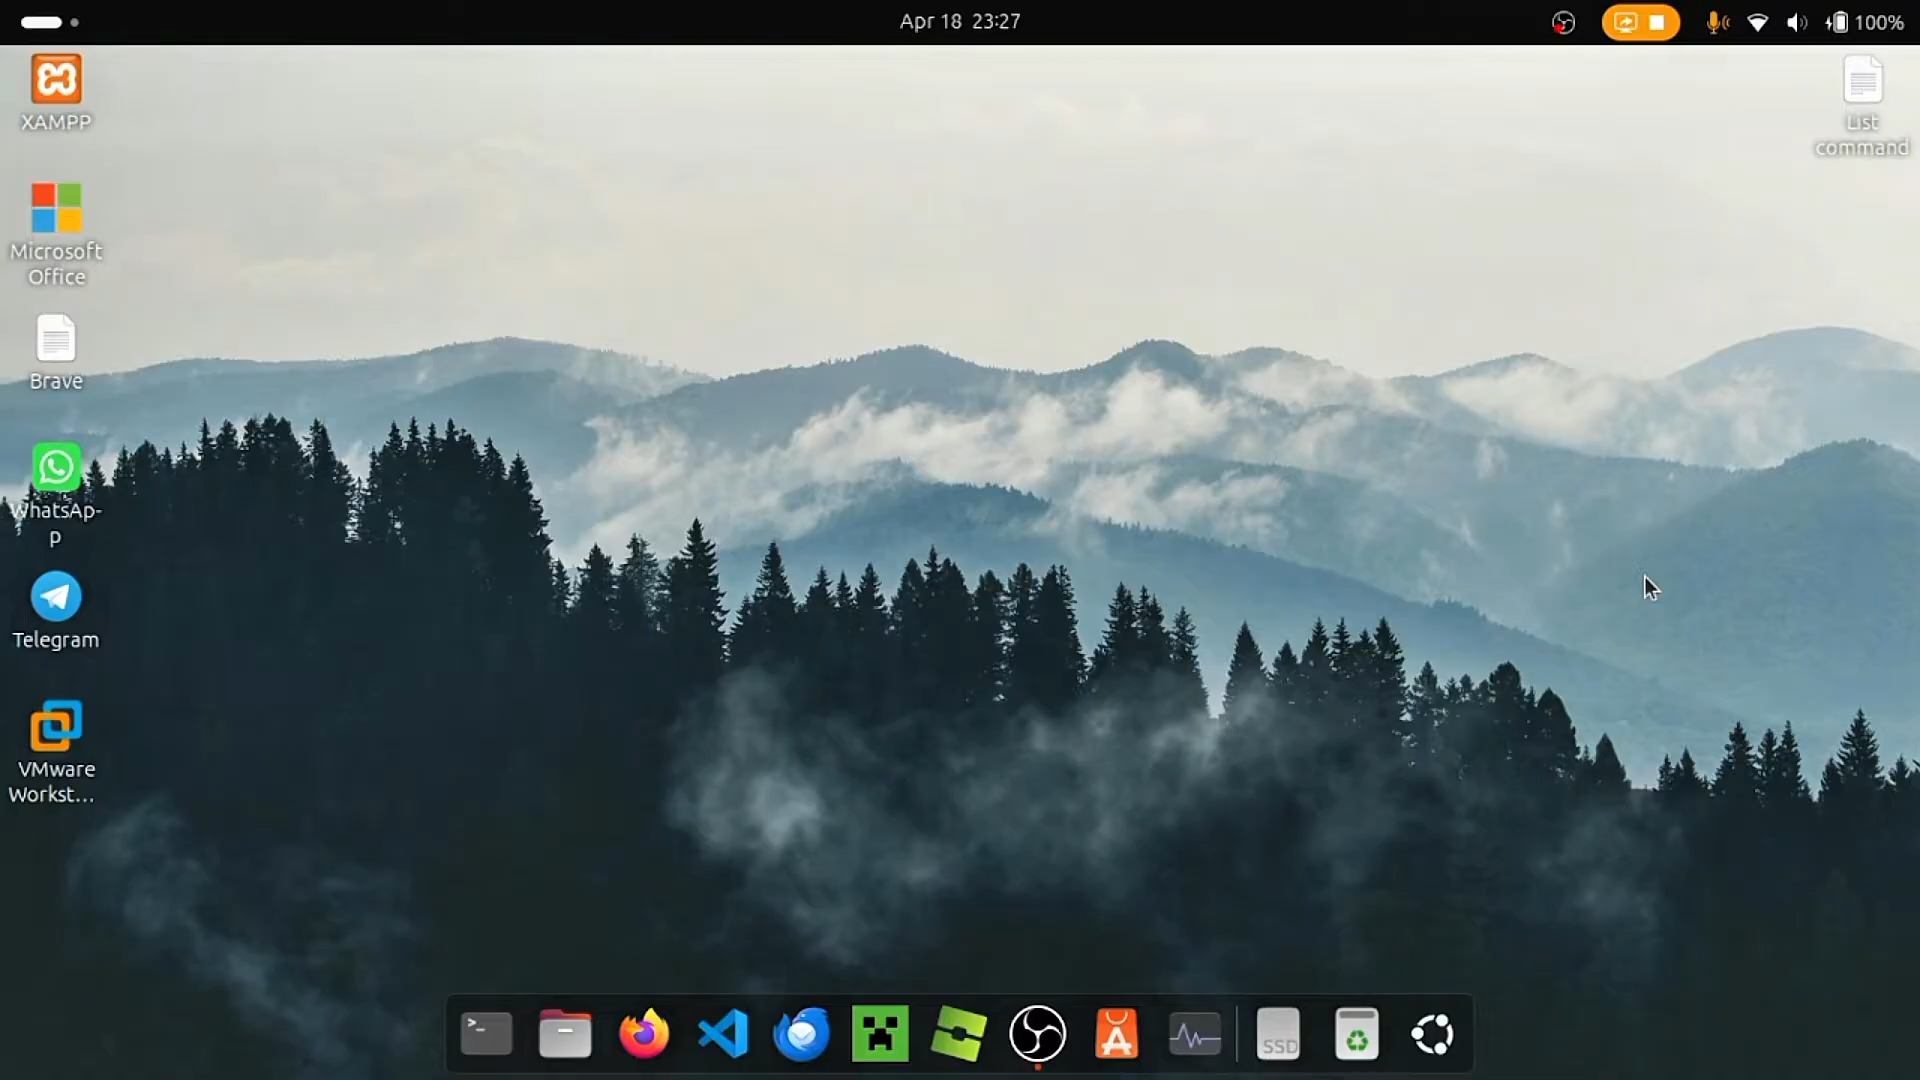 Apr 18 23:27
100%
XAMPP
Microsoft
Office
Brave
WhatsAp-
p
Telegram
VMware
Workst...
List
command
>_
SSD